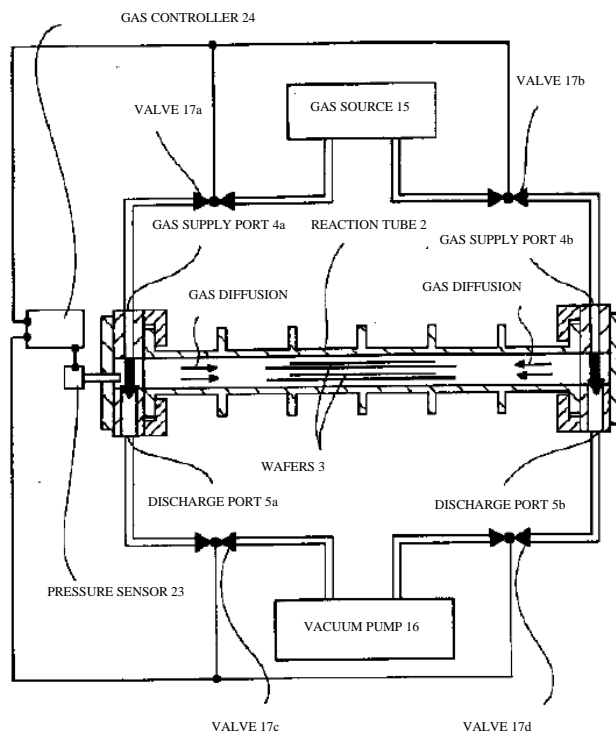 GAS CONTROLLER 24
VALVE 17a
GAS SOURCE 15
VALVE 17b
GAS SUPPLY PORT 4a
REACTION TUBE 2
GAS SUPPLY PORT 4b
GAS DIFFUSION
GAS DIFFUSION
WAFERS 3
DISCHARGE PORT 5a
DISCHARGE PORT 5b
PRESSURE SENSOR 23
VACUUM PUMP 16
VALVE 17c
VALVE 17d